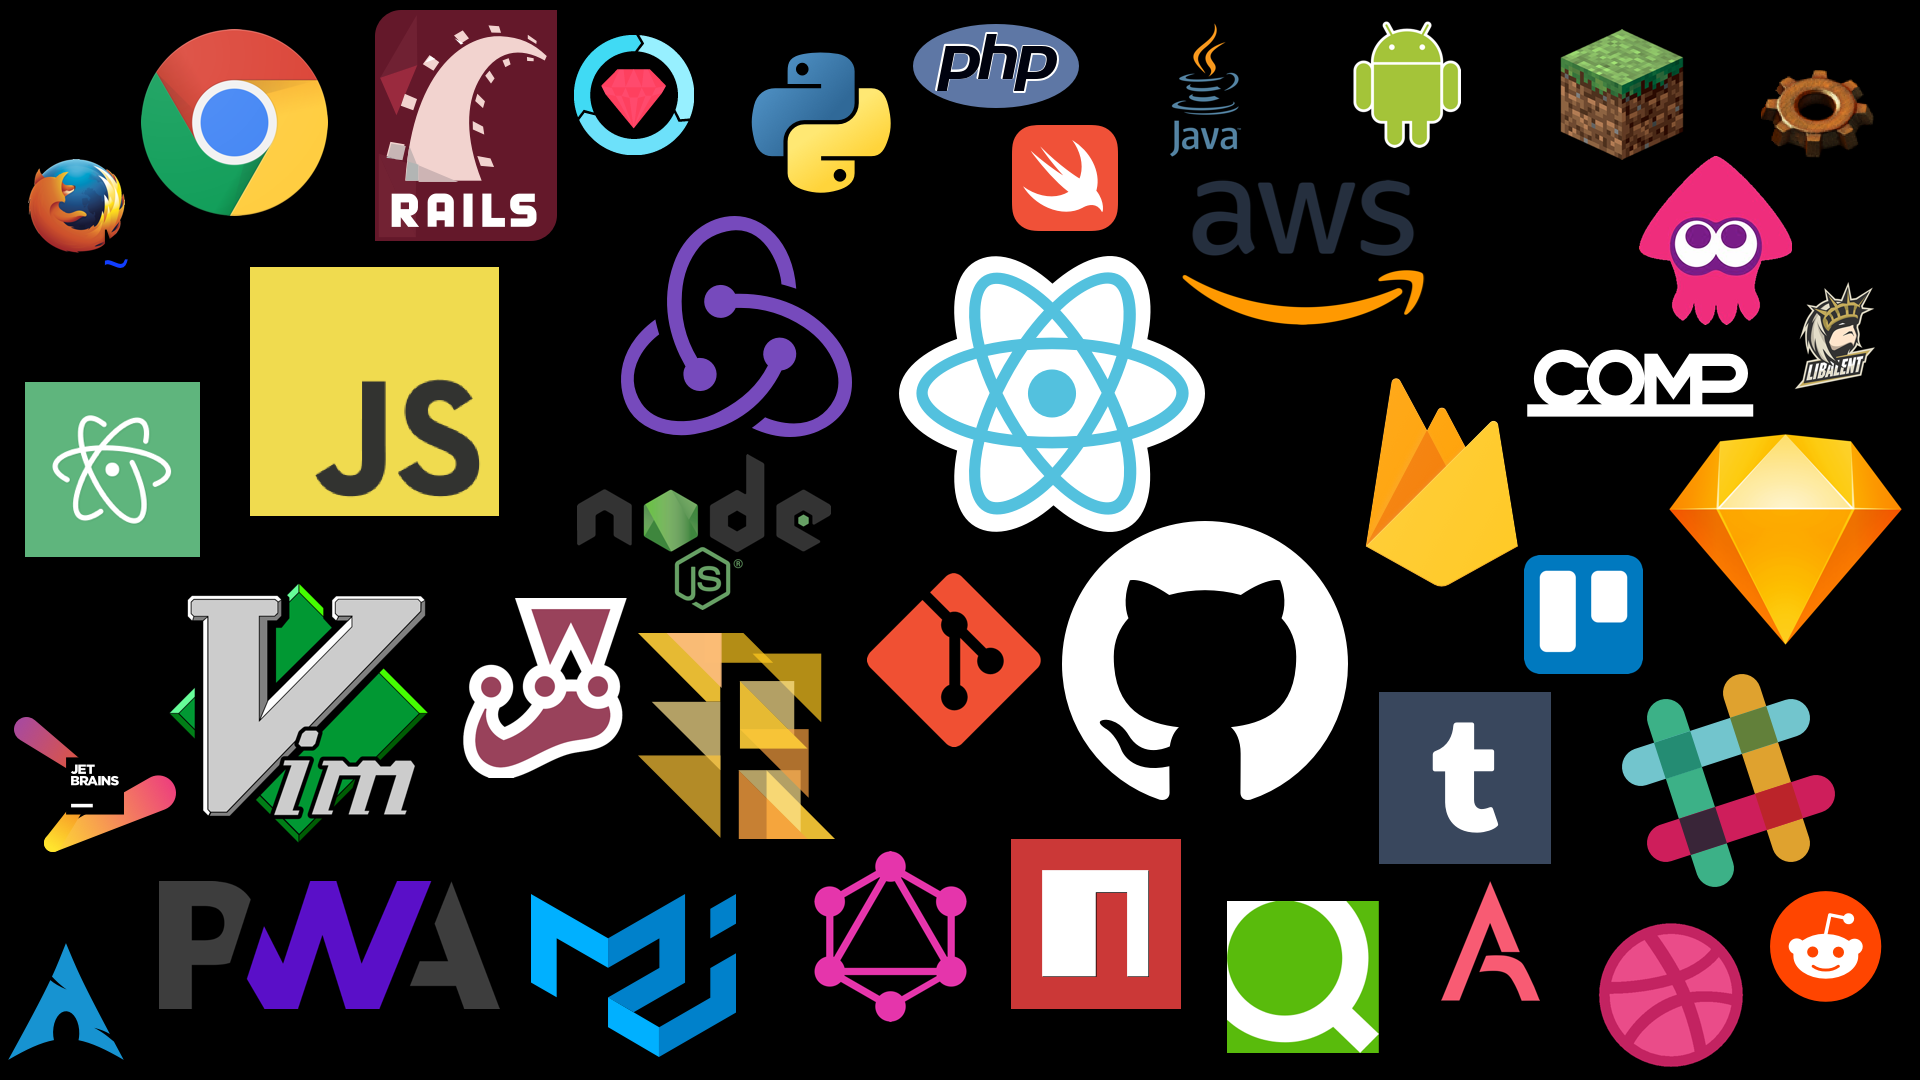 RAILS
php
Java
aws
LIBALENT
COMP
JS
node
JS®
Vim
JET
BRAINS
t
PWA
n